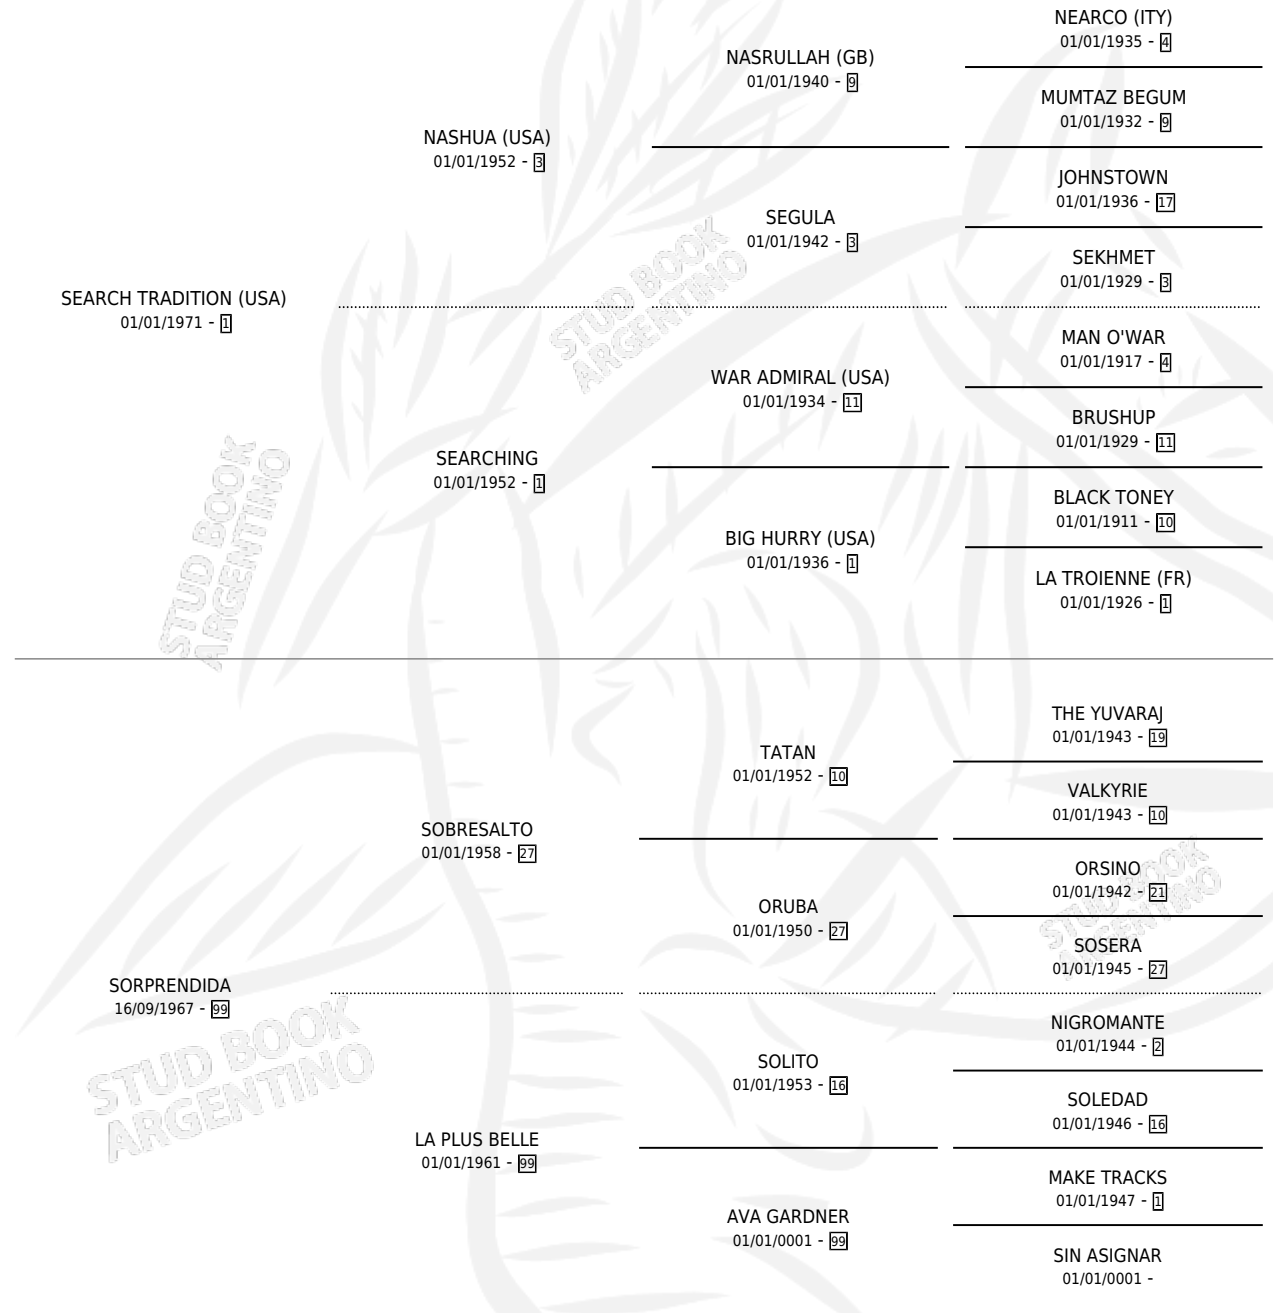 NEARCO (ITY)
01/01/1935 - 4
NASRULLAH (GB)
01/01/1940 - 9
MUMTAZ BEGUM
01/01/1932 - 9
NASHUA (USA)
01/01/1952 - 3
JOHNSTOWN
01/01/1936 - 17
SEGULA
01/01/1942 - 3
SEKHMET
01/01/1929 - 3
SEARCH TRADITION (USA)
01/01/1971 - 1
MAN O'WAR
01/01/1917 - 4
WAR ADMIRAL (USA)
01/01/1934 - 11
BRUSHUP
01/01/1929 - 11
SEARCHING
01/01/1952 - 1
BLACK TONEY
01/01/1911 - 10
BIG HURRY (USA)
01/01/1936 - 1
LA TROIENNE (FR)
01/01/1926 - 1
THE YUVARAJ
01/01/1943 - 19
TATAN
01/01/1952 - 10
VALKYRIE
01/01/1943 - 10
SOBRESALTO
01/01/1958 - 27
ORSINO
01/01/1942 - 21
ORUBA
01/01/1950 - 27
SOSERA
01/01/1945 - 27
SORPRENDIDA
16/09/1967 - 99
NIGROMANTE
01/01/1944 - 2
SOLITO
01/01/1953 - 16
SOLEDAD
01/01/1946 - 16
LA PLUS BELLE
01/01/1961 - 99
MAKE TRACKS
01/01/1947 - 1
AVA GARDNER
01/01/0001 - 99
SIN ASIGNAR
01/01/0001 -
STUD BOOK
ARGENTINO
STUD BOOK
ARGENTINO
STUD BOOK
ARGENTINO
STUD BOOK
ARGENTINO